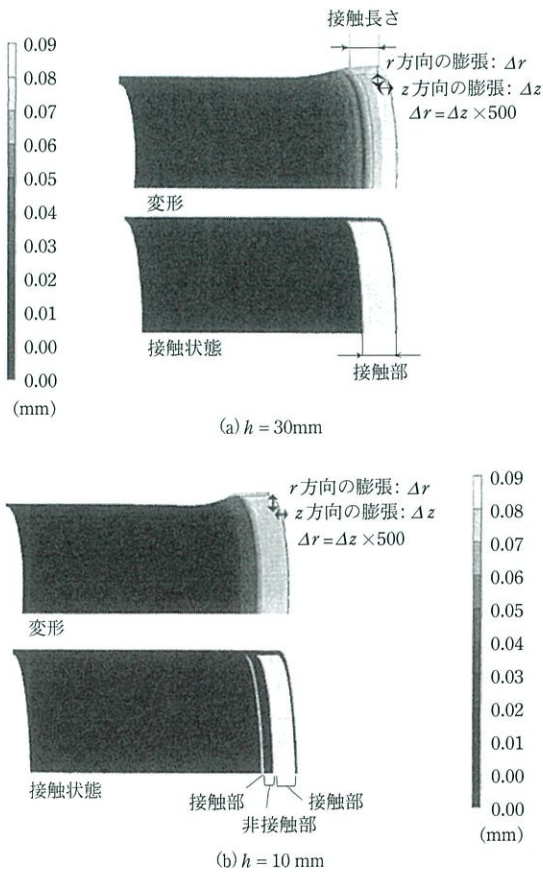 接触長さ
0.09
0.08
0.07
0.06
0.05
0.04
0.03
0.02
0.01
0.00
0.00
(mm)
r方向の膨張: Δr
z方向の膨張: Δz
Δr=Δz×500
変形
接触状態
接触部
(a) h = 30mm
r方向の膨張: Δr
z方向の膨張: Δz
Δr=Δz×500
変形
接触状態
接触部
接触部
非接触部
0.09
0.08
0.07
0.06
0.05
0.04
0.03
0.02
0.01
0.00
0.00
(mm)
(b) h = 10 mm